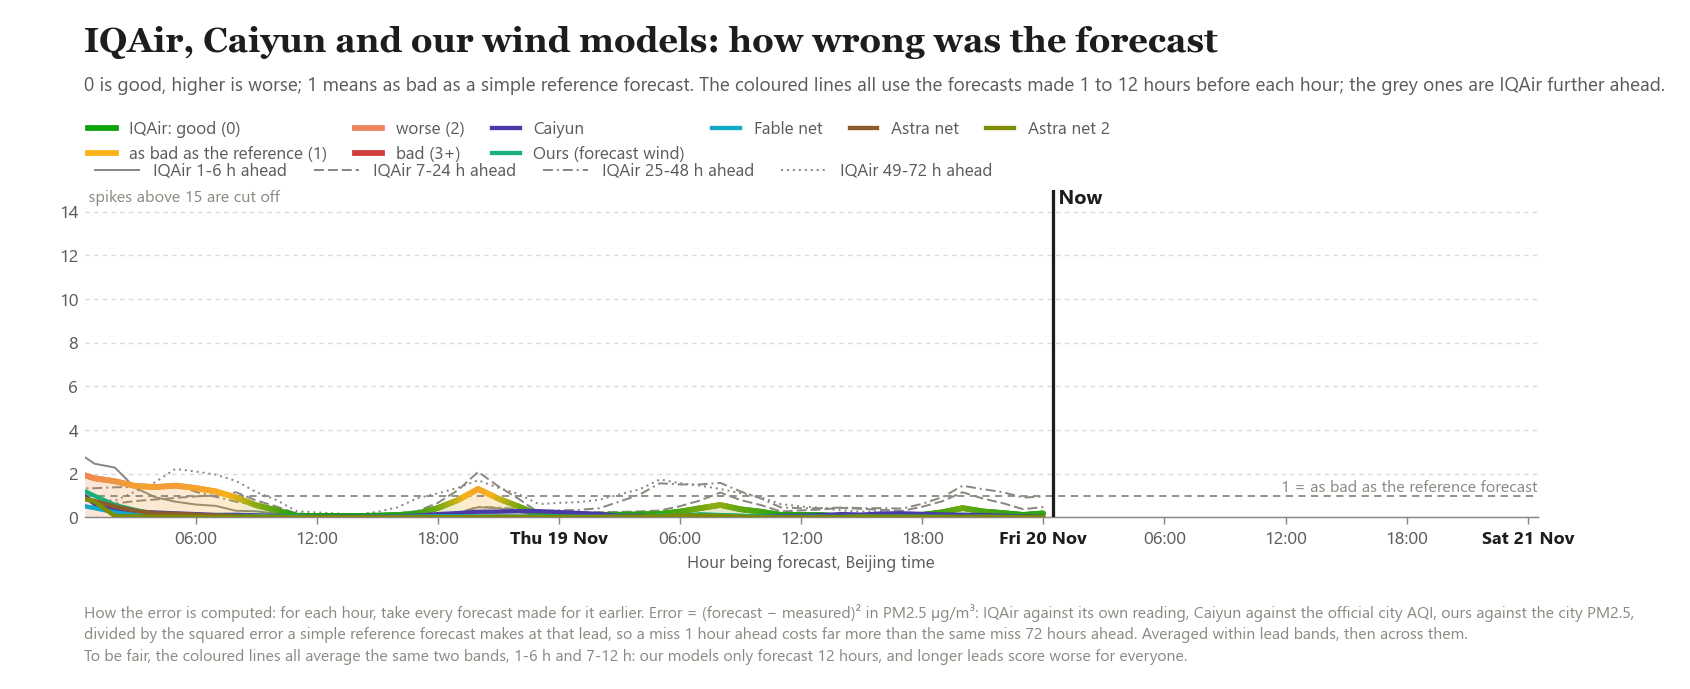 IQAir, Caiyun and our wind models: how wrong was the forecast
0 is good, higher is worse; 1 means as bad as a simple reference forecast. The coloured lines all use the forecasts made 1 to 12 hours before each hour; the grey ones are IQAir further ahead.
IQAir: good (0) worse (2) Caiyun Fable net Astra net Astra net 2
as bad as the reference (1) bad (3+) Ours (forecast wind)
IQAir 1-6 h ahead IQAir 7-24 h ahead IQAir 25-48 h ahead IQAir 49-72 h ahead
spikes above 15 are cut off
Now
14
12
10
8
6
4
2
1 = as bad as the reference forecast
0
06:00 12:00 18:00 Thu 19 Nov 06:00 12:00 18:00 Fri 20 Nov 06:00 12:00 18:00 Sat 21 Nov
Hour being forecast, Beijing time
How the error is computed: for each hour, take every forecast made for it earlier. Error = (forecast − measured)² in PM2.5 µg/m³: IQAir against its own reading, Caiyun against the official city AQI, ours against the city PM2.5,
divided by the squared error a simple reference forecast makes at that lead, so a miss 1 hour ahead costs far more than the same miss 72 hours ahead. Averaged within lead bands, then across them.
To be fair, the coloured lines all average the same two bands, 1-6 h and 7-12 h: our models only forecast 12 hours, and longer leads score worse for everyone.